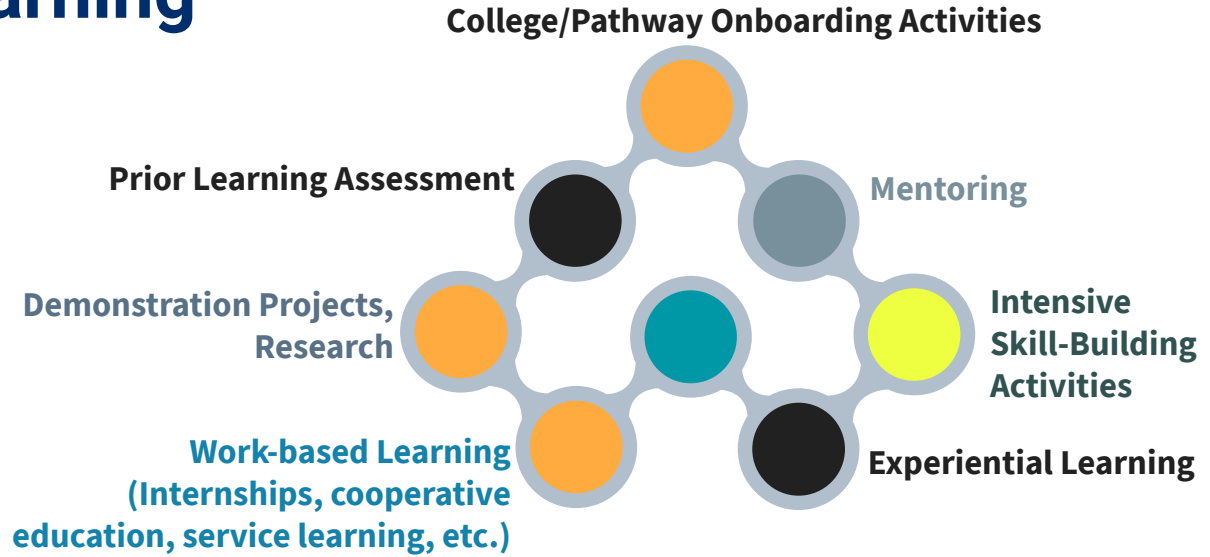 College/Pathway Onboarding Activities
Prior Learning Assessment
Mentoring
Demonstration Projects,
Research
Intensive
Skill-Building
Activities
Work-based Learning
(Internships, cooperative
education, service learning, etc.)
Experiential Learning